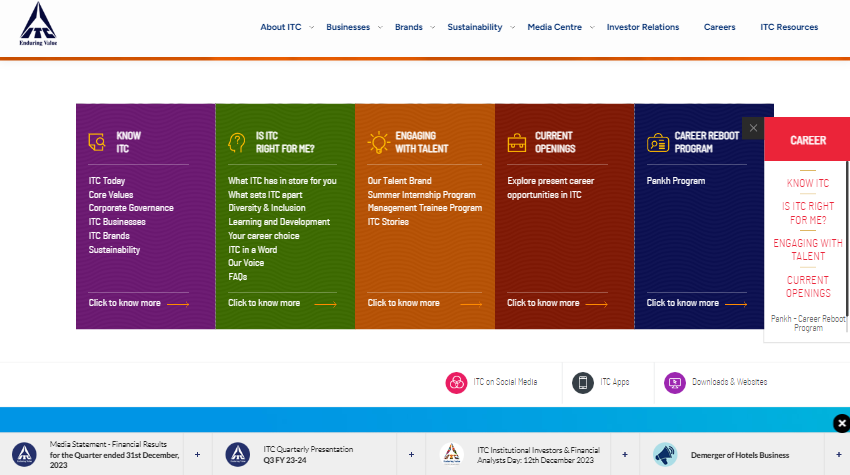 ITC
Enduring Value
About ITC
Businesses
Brands
Sustainability
Media Centre
Investor Relations
Careers
ITC Resources
KNOW
ITC
ITC Today
Core Values
Corporate Governance
ITC Businesses
ITC Brands
Sustainability
Click to know more
IS ITC
RIGHT FOR ME?
What ITC has in store for you
What sets ITC apart
Diversity & Inclusion
Learning and Development
Your career choice
ITC in a Word
Our Voice
FAQs
Click to know more
ENGAGING
WITH TALENT
Our Talent Brand
Summer Internship Program
Management Trainee Program
ITC Stories
Click to know more
CURRENT
OPENINGS
Explore present career
opportunities in ITC
Click to know more
CAREER REBOOT
PROGRAM
Pankh Program
Click to know more
CAREER
KNOW ITC
IS ITC RIGHT
FOR ME?
ENGAGING WITH
TALENT
CURRENT
OPENINGS
Pankh - Career Reboot
Program
ITC on Social Media
ITC Apps
Downloads & Websites
Media Statement - Financial Results
for the Quarter ended 31st December,
2023
ITC Quarterly Presentation
Q3 FY 23-24
ITC Institutional Investors & Financial
Analysts Day: 12th December 2023
Demerger of Hotels Business